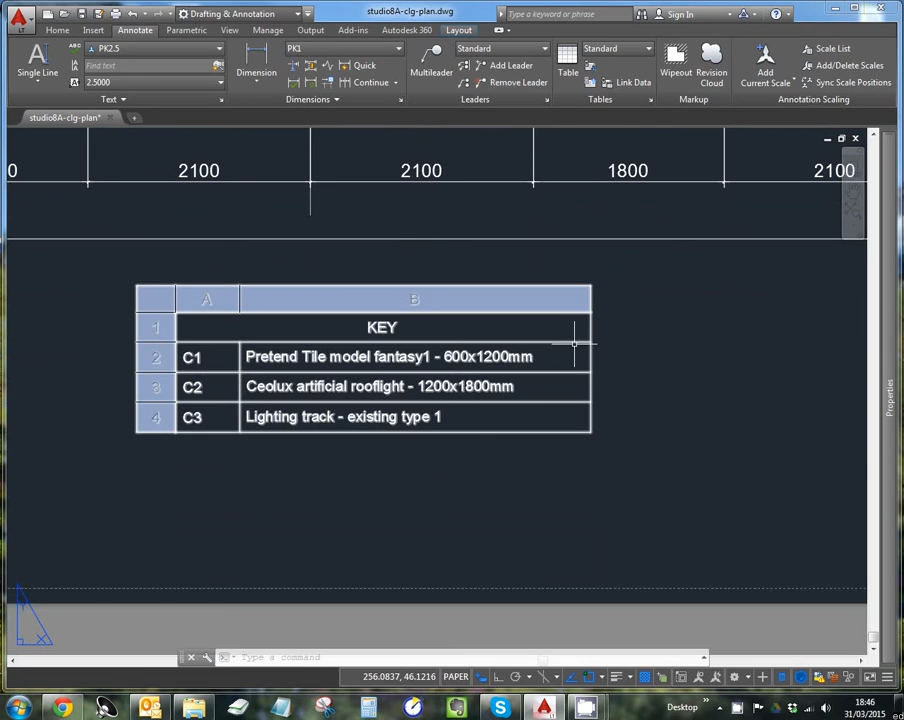 Drafting & Annotation
studio8A-clg-plan.dwg
Type a keyword or phrase
Sign In
LT
Home Insert Annotate Parametric View Manage Output Add-ins Autodesk 360 Layout
PK2.5
PK1
Standard
Standard
Single Line
Find text
2.5000
Dimension
Quick
Continue
Multileader
Add Leader
Remove Leader
Table
Link Data
Wipeout
Revision Cloud
Add Current Scale
Scale List
Add/Delete Scales
Sync Scale Positions
Text Dimensions Leaders Tables Markup Annotation Scaling
studio8A-clg-plan*
0 2100 2100 1800 2100
A B
1 KEY
2 C1 Pretend Tile model fantasy1 - 600x1200mm
3 C2 Ceolux artificial rooflight - 1200x1800mm
4 C3 Lighting track - existing type 1
Properties
Y
X
Type a command
256.0837, 46.1216 PAPER
Desktop
18:46
31/03/2015